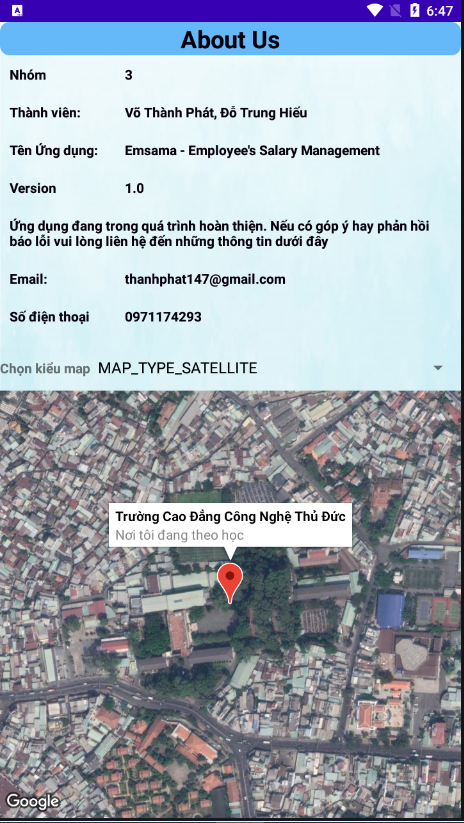 A
6:47
About Us
Nhóm 3
Thành viên: Võ Thành Phát, Đỗ Trung Hiếu
Tên Ứng dụng: Emsama - Employee's Salary Management
Version 1.0
Ứng dụng đang trong quá trình hoàn thiện. Nếu có góp ý hay phản hồi
báo lỗi vui lòng liên hệ đến những thông tin dưới đây
Email: thanhphat147@gmail.com
Số điện thoại 0971174293
Chọn kiểu map MAP_TYPE_SATELLITE
Trường Cao Đẳng Công Nghệ Thủ Đức
Nơi tôi đang theo học
Google